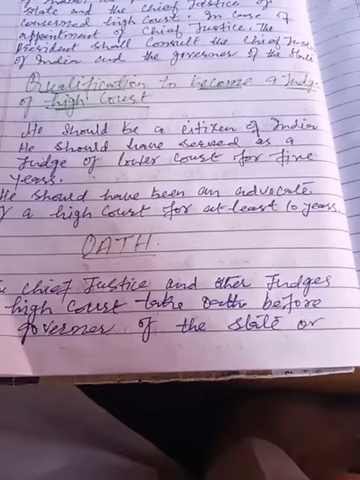 State and the Chief Justice of
concerned high Court. In case of
appointment of Chief Justice. The
President shall consult the Chief Just
of India and the governer of the State
Qualification to become a Judge
of high Court
He should be a citizen of India
He should have served as a
Judge of lower Court for five
years.
He should have been an advocate
of a high Court for at least 10 years.
OATH.
Chief Justice and other Judges
high Court take Oath before
governer of the state or